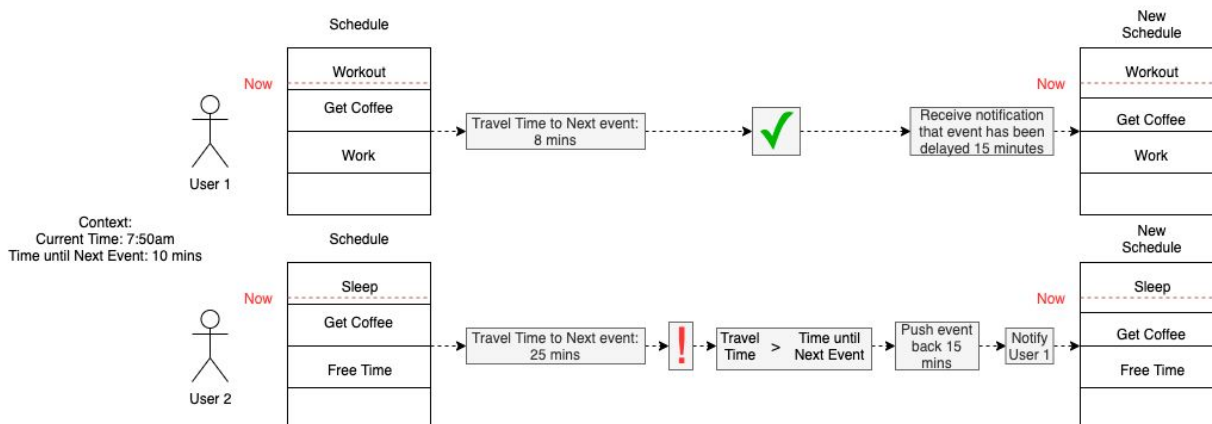 Schedule
Now
Workout
Get Coffee
Work
User 1
Travel Time to Next event:
8 mins
Receive notification
that event has been
delayed 15 minutes
New
Schedule
Now
Workout
Get Coffee
Work
Context:
Current Time: 7:50am
Time until Next Event: 10 mins
Schedule
Now
Sleep
Get Coffee
Free Time
User 2
Travel Time to Next event:
25 mins
!
Travel
Time
>
Time until
Next Event
Push event
back 15
mins
Notify
User 1
New
Schedule
Now
Sleep
Get Coffee
Free Time